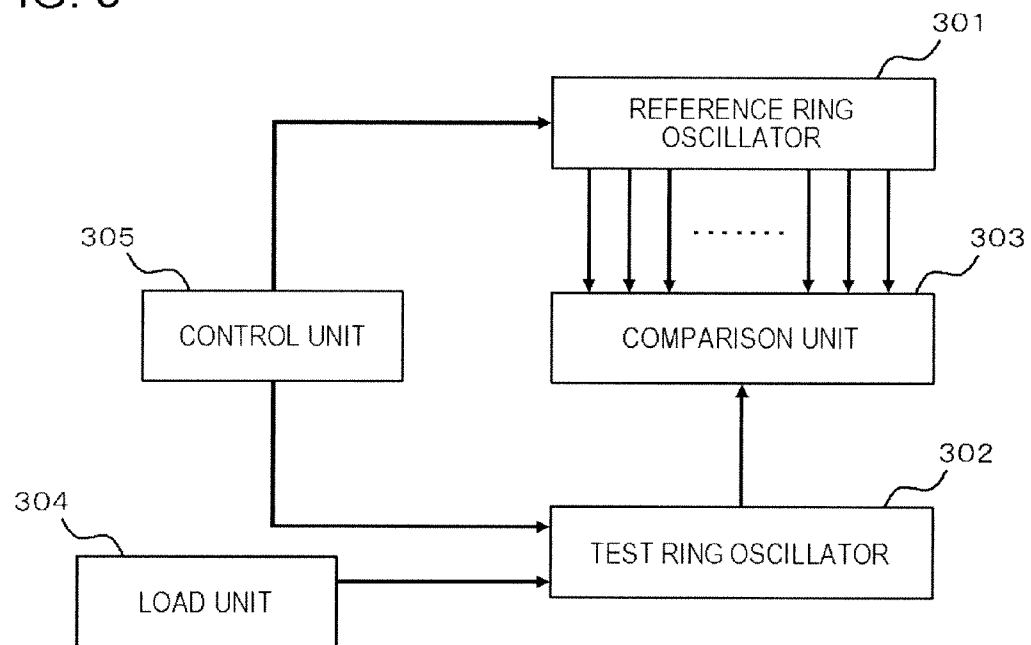 301
REFERENCE RING
OSCILLATOR
305
303
CONTROL UNIT
COMPARISON UNIT
302
304
TEST RING OSCILLATOR
LOAD UNIT